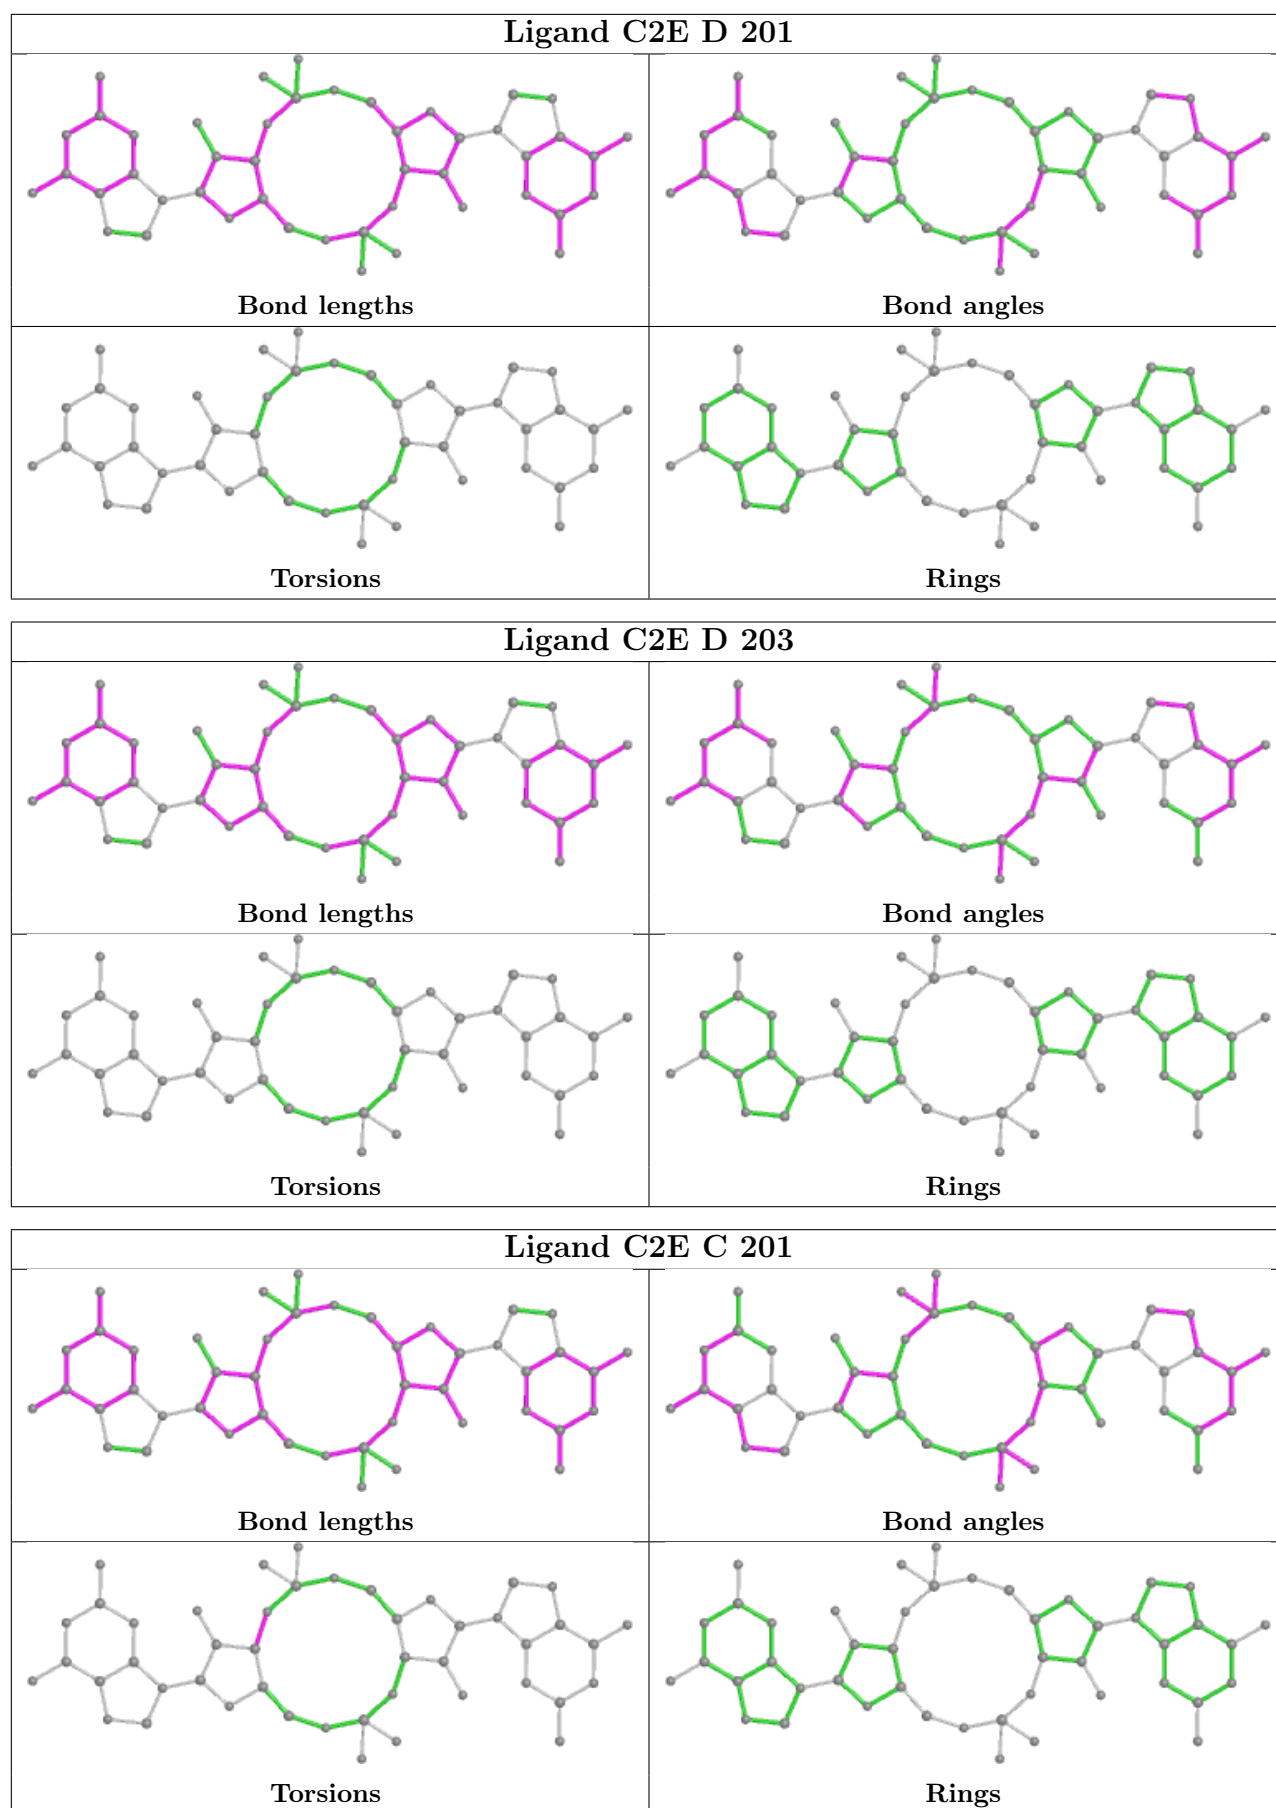 Ligand C2E D 201
Bond lengths
Bond angles
Torsions
Rings
Ligand C2E D 203
Bond lengths
Bond angles
Torsions
Rings
Ligand C2E C 201
Bond lengths
Bond angles
Torsions
Rings